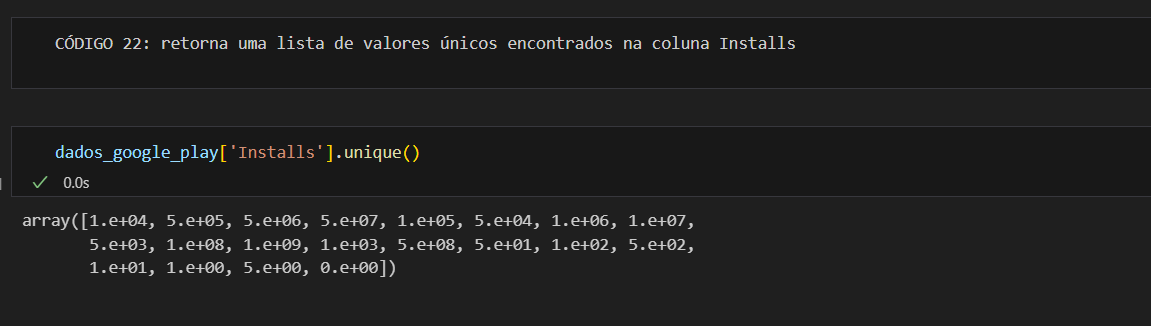 CÓDIGO 22: retorna uma lista de valores únicos encontrados na coluna Installs
dados_google_play['Installs'].unique()
0.0s
array([1.e+04, 5.e+05, 5.e+06, 5.e+07, 1.e+05, 5.e+04, 1.e+06, 1.e+07,
5.e+03, 1.e+08, 1.e+09, 1.e+03, 5.e+08, 5.e+01, 1.e+02, 5.e+02,
1.e+01, 1.e+00, 5.e+00, 0.e+00])